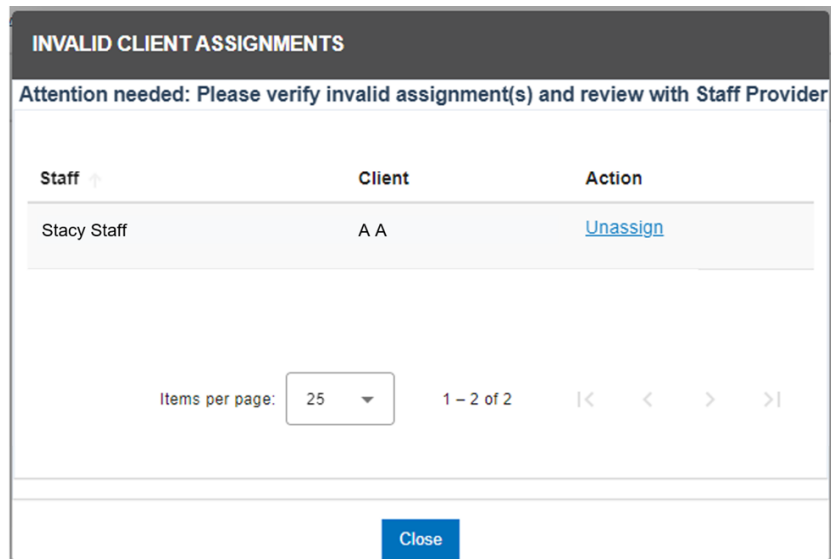 INVALID CLIENT ASSIGNMENTS
Attention needed: Please verify invalid assignment(s) and review with Staff Provider
Staff Client Action
Stacy Staff A A Unassign
Items per page: 25 1 – 2 of 2
Close